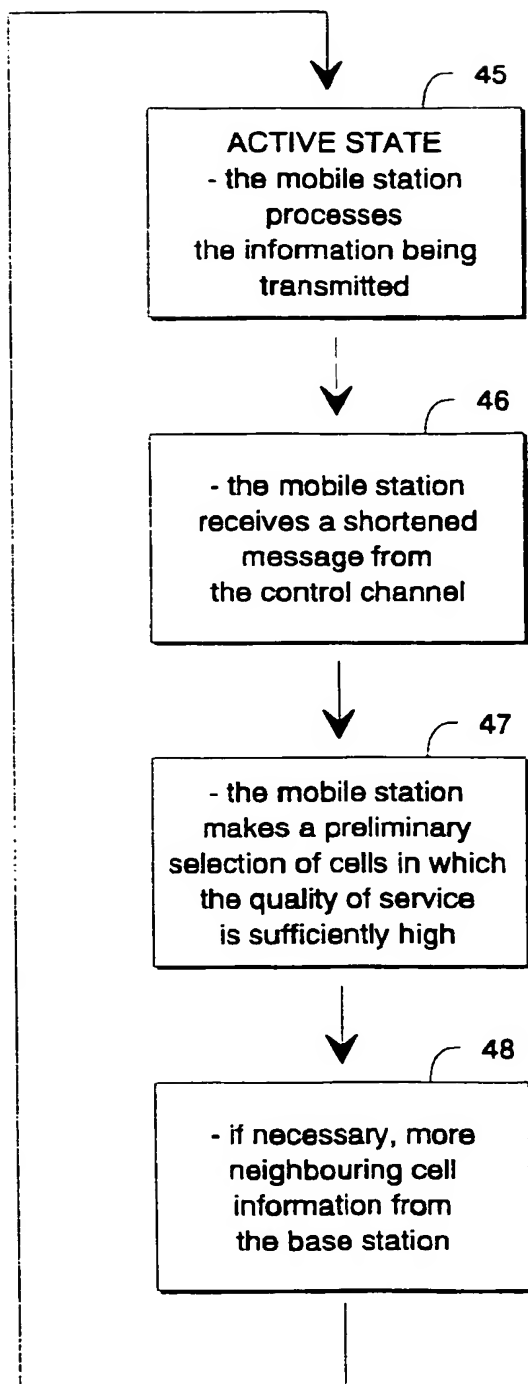 45
ACTIVE STATE
- the mobile station
processes
the information being
transmitted
46
- the mobile station
receives a shortened
message from
the control channel
47
- the mobile station
makes a preliminary
selection of cells in which
the quality of service
is sufficiently high
48
- if necessary, more
neighbouring cell
information from
the base station